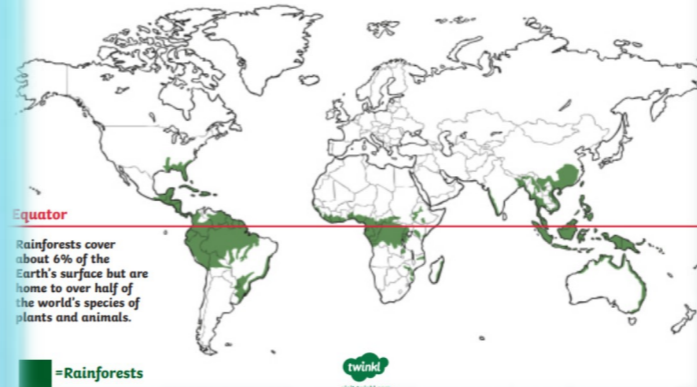 Equator
Rainforests cover
about 6% of the
Earth's surface but are
home to over half of
the world's species of
plants and animals.
=Rainforests
twinkl